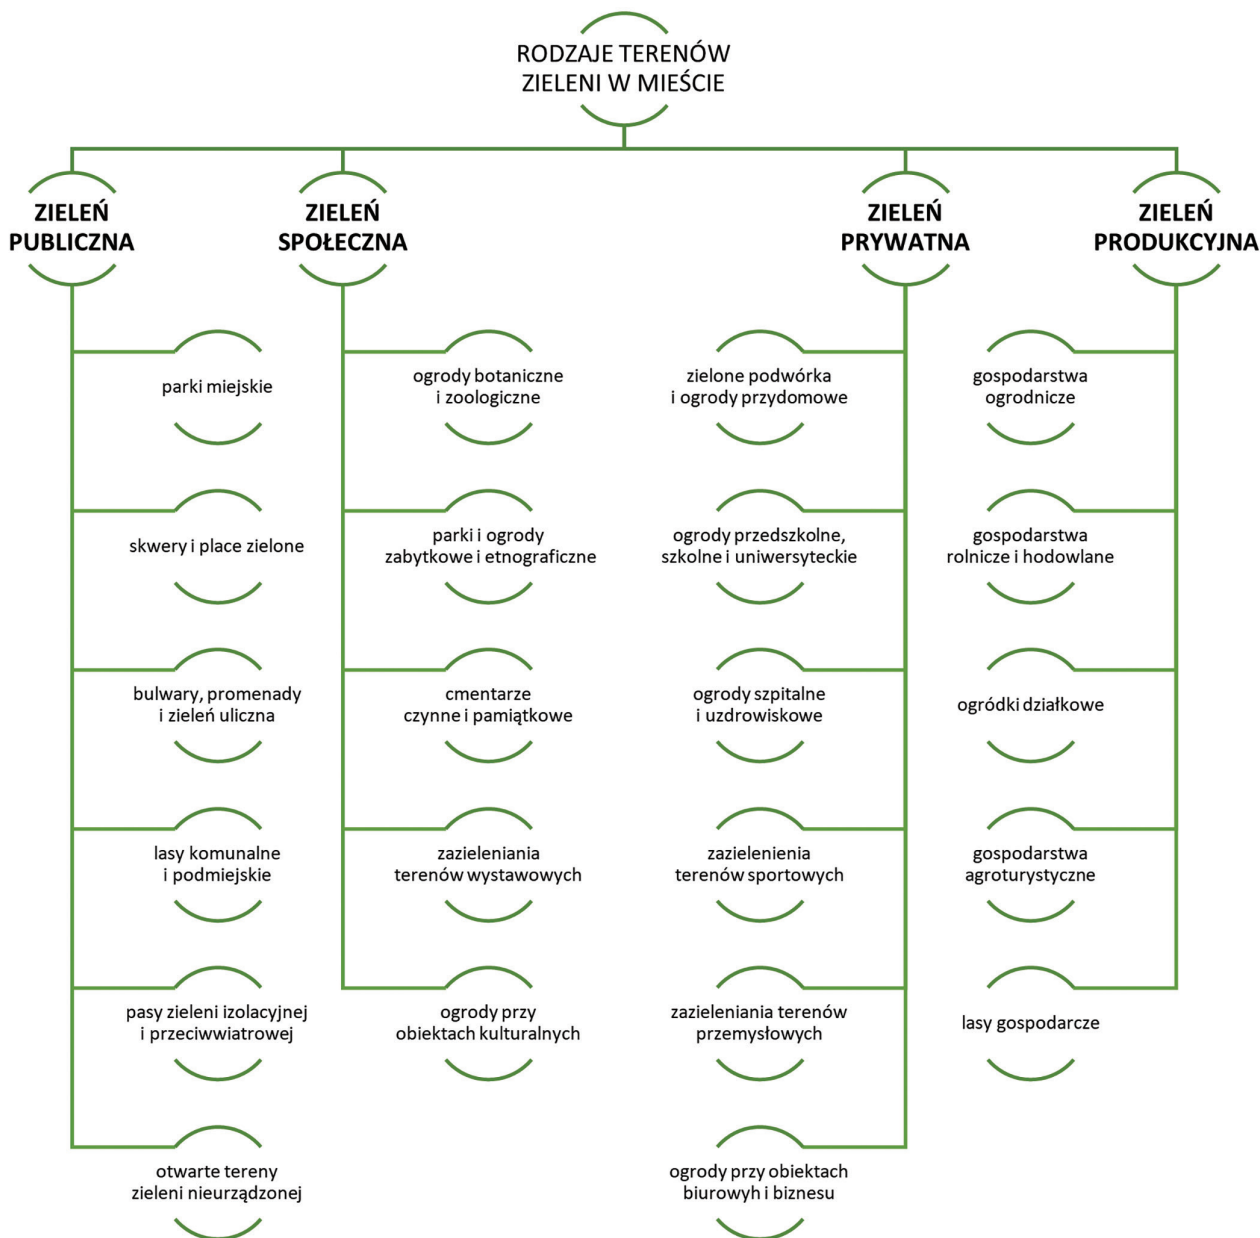 RODZAJE TERENÓW
ZIELENI W MIEŚCIE
ZIELEŃ
PUBLICZNA
parki miejskie
skwery i place zielone
bulwary, promenady
i zieleń uliczna
lasy komunalne
i podmiejskie
pasy zieleni izolacyjnej
i przeciwwiatrowej
otwarte tereny
zieleni nieurządzonej
ZIELEŃ
SPOŁECZNA
ogrody botaniczne
i zoologiczne
parki i ogrody
zabytkowe i etnograficzne
cmentarze
czynne i pamiątkowe
zazieleniania
terenów wystawowych
ogrody przy
obiektach kulturalnych
ZIELEŃ
PRYWATNA
zielone podwórka
i ogrody przydomowe
ogrody przedszkolne,
szkolne i uniwersyteckie
ogrody szpitalne
i uzdrowiskowe
zazielenienia
terenów sportowych
zazieleniania terenów
przemysłowych
ogrody przy obiektach
biurowyh i biznesu
ZIELEŃ
PRODUKCYJNA
gospodarstwa
ogrodnicze
gospodarstwa
rolnicze i hodowlane
ogródki działkowe
gospodarstwa
agroturystyczne
lasy gospodarcze